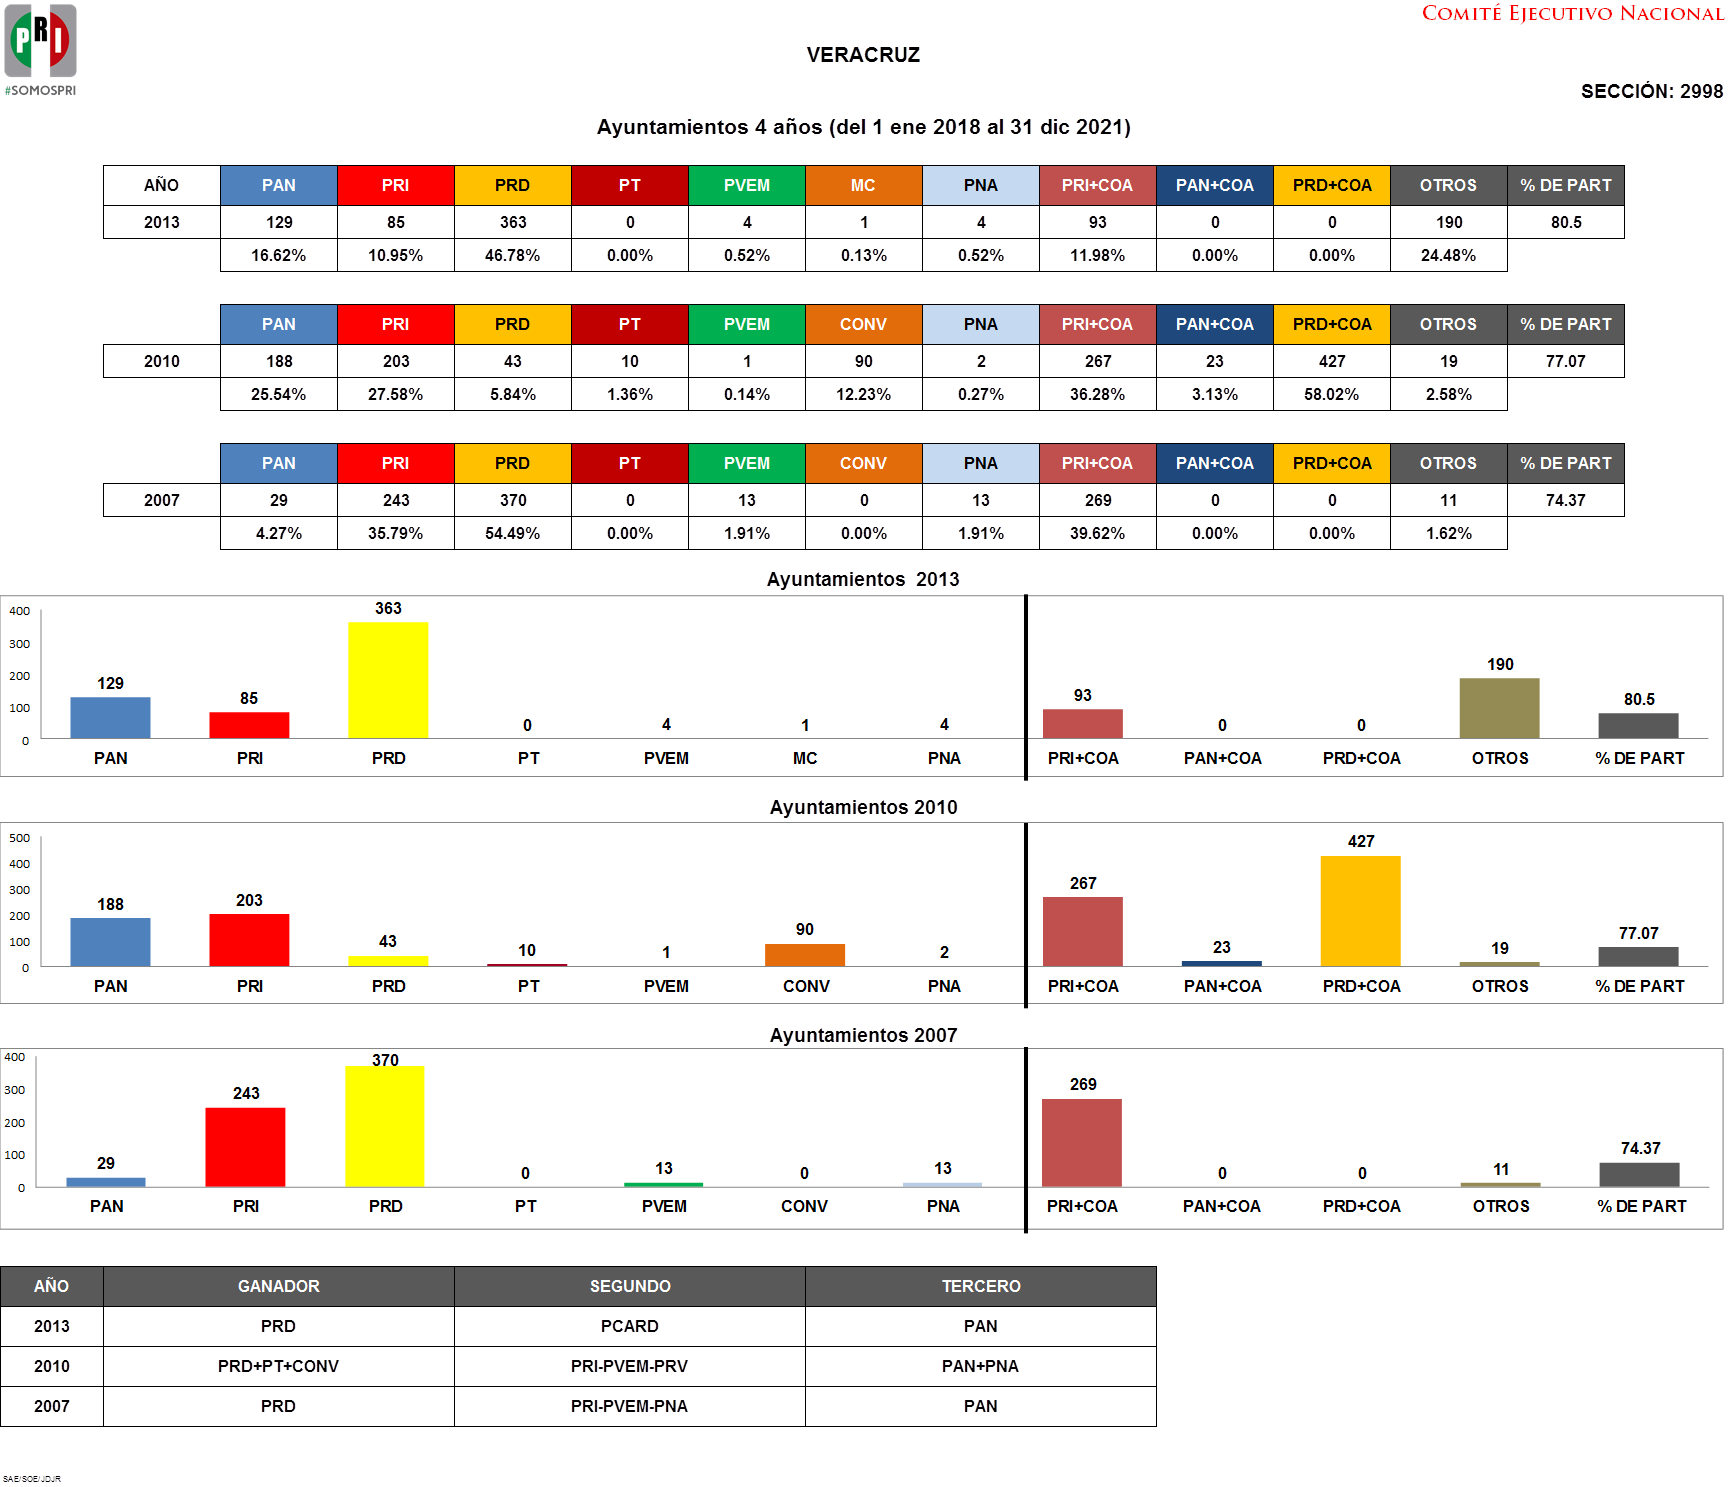 PRI
#SOMOSPRI
Comité Ejecutivo Nacional
VERACRUZ
SECCIÓN: 2998
Ayuntamientos 4 años (del 1 ene 2018 al 31 dic 2021)
AÑO PAN PRI PRD PT PVEM MC PNA PRI+COA PAN+COA PRD+COA OTROS % DE PART
2013 129 85 363 0 4 1 4 93 0 0 190 80.5
16.62% 10.95% 46.78% 0.00% 0.52% 0.13% 0.52% 11.98% 0.00% 0.00% 24.48%
PAN PRI PRD PT PVEM CONV PNA PRI+COA PAN+COA PRD+COA OTROS % DE PART
2010 188 203 43 10 1 90 2 267 23 427 19 77.07
25.54% 27.58% 5.84% 1.36% 0.14% 12.23% 0.27% 36.28% 3.13% 58.02% 2.58%
PAN PRI PRD PT PVEM CONV PNA PRI+COA PAN+COA PRD+COA OTROS % DE PART
2007 29 243 370 0 13 0 13 269 0 0 11 74.37
4.27% 35.79% 54.49% 0.00% 1.91% 0.00% 1.91% 39.62% 0.00% 0.00% 1.62%
Ayuntamientos 2013
400
300
200
100
0
129 85 363 0 4 1 4 93 0 0 190 80.5
PAN PRI PRD PT PVEM MC PNA PRI+COA PAN+COA PRD+COA OTROS % DE PART
Ayuntamientos 2010
500
400
300
200
100
0
188 203 43 10 1 90 2 267 23 427 19 77.07
PAN PRI PRD PT PVEM CONV PNA PRI+COA PAN+COA PRD+COA OTROS % DE PART
Ayuntamientos 2007
400
300
200
100
0
29 243 370 0 13 0 13 269 0 0 11 74.37
PAN PRI PRD PT PVEM CONV PNA PRI+COA PAN+COA PRD+COA OTROS % DE PART
AÑO GANADOR SEGUNDO TERCERO
2013 PRD PCARD PAN
2010 PRD+PT+CONV PRI-PVEM-PRV PAN+PNA
2007 PRD PRI-PVEM-PNA PAN
SAE/SOE/JDJR